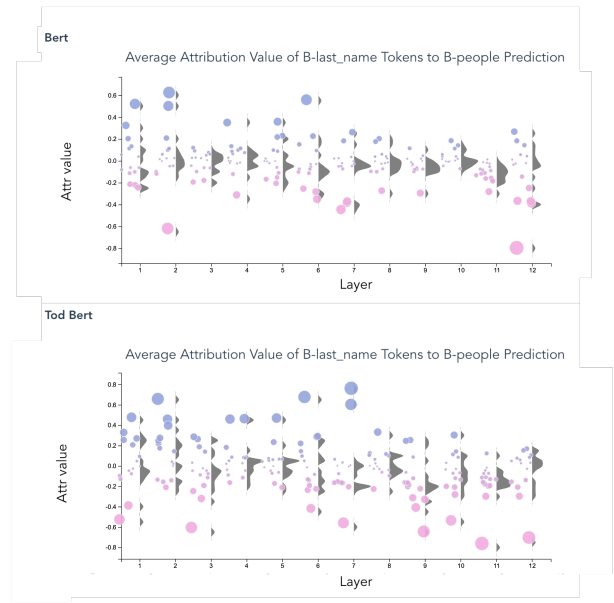 Bert
Average Attribution Value of B-last_name Tokens to B-people Prediction
0.6
0.4
0.2
0.0
-0.2
-0.4
-0.6
-0.8
Attr value
1 2 3 4 5 6 7 8 9 10 11 12
Layer
Tod Bert
Average Attribution Value of B-last_name Tokens to B-people Prediction
0.8
0.6
0.4
0.2
0.0
-0.2
-0.4
-0.6
-0.8
Attr value
1 2 3 4 5 6 7 8 9 10 11 12
Layer